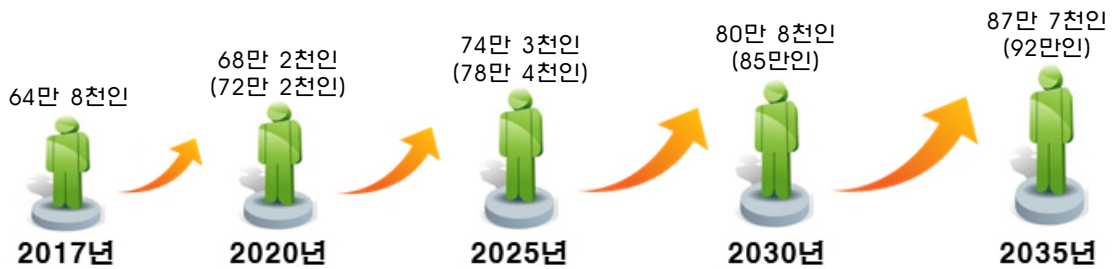 64만 8천인
2017년
68만 2천인
(72만 2천인)
2020년
74만 3천인
(78만 4천인)
2025년
80만 8천인
(85만인)
2030년
87만 7천인
(92만인)
2035년